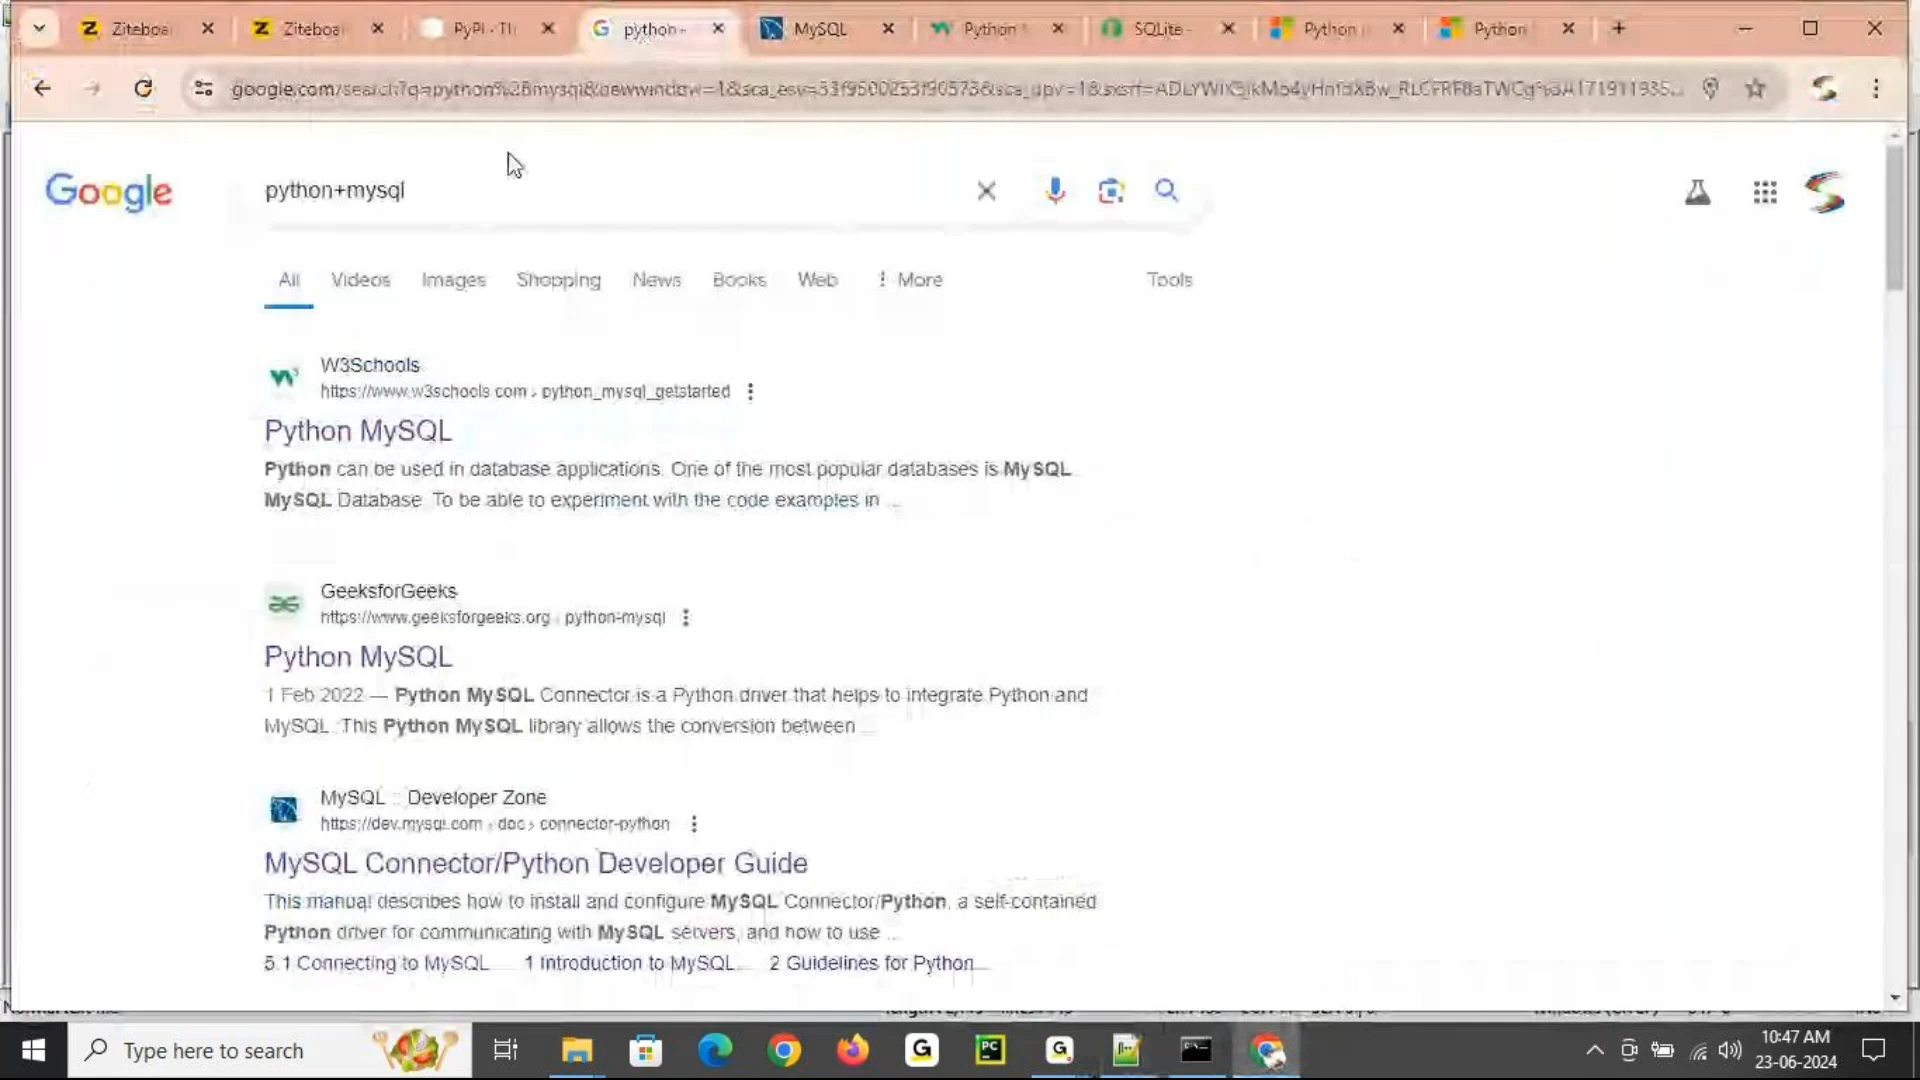 Ziteboa
Ziteboa
PyPI · Th
python+
MySQL
Python
SQLite -
Python
Python
Google
python+mysql
All Videos Images Shopping News Books Web More Tools
W3Schools
https://www.w3schools.com › python_mysql_getstarted
Python MySQL
Python can be used in database applications. One of the most popular databases is MySQL.
MySQL Database. To be able to experiment with the code examples in ...
GeeksforGeeks
https://www.geeksforgeeks.org › python-mysql
Python MySQL
1 Feb 2022 — Python MySQL Connector is a Python driver that helps to integrate Python and
MySQL. This Python MySQL library allows the conversion between ...
MySQL :: Developer Zone
https://dev.mysql.com › doc › connector-python
MySQL Connector/Python Developer Guide
This manual describes how to install and configure MySQL Connector/Python, a self-contained
Python driver for communicating with MySQL servers, and how to use ...
5.1 Connecting to MySQL... 1 Introduction to MySQL... 2 Guidelines for Python...
Type here to search
10:47 AM
23-06-2024